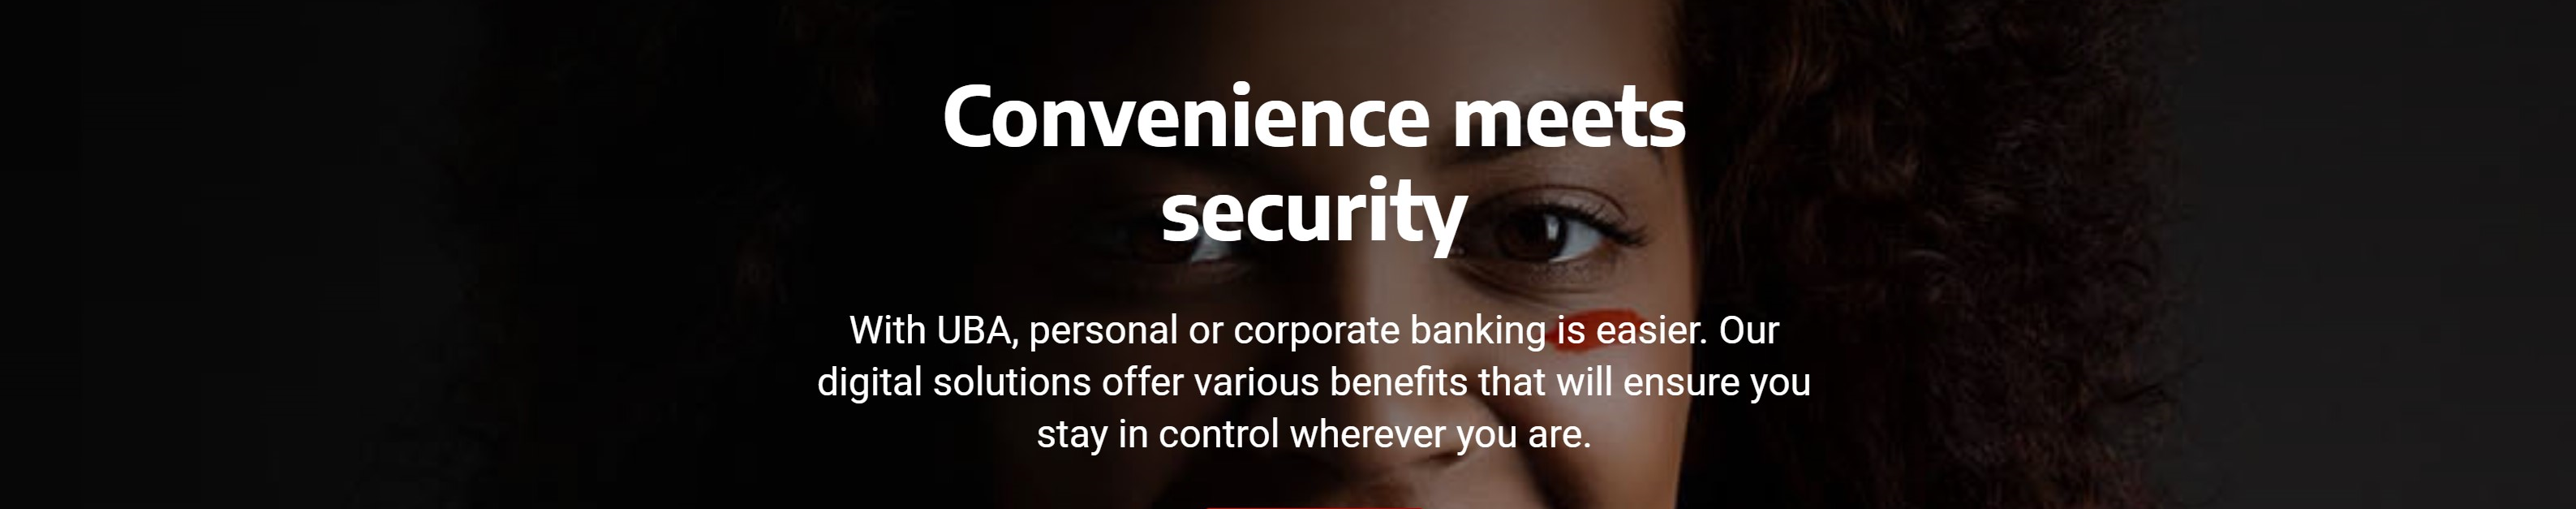 Convenience meets
security
With UBA, personal or corporate banking is easier. Our
digital solutions offer various benefits that will ensure you
stay in control wherever you are.